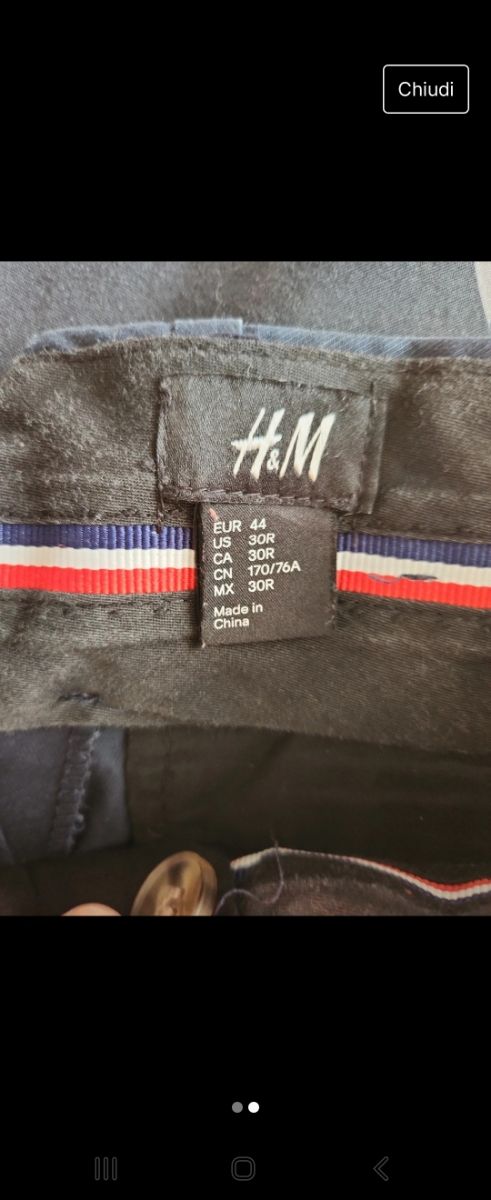 Chiudi
H&M
EUR 44
US 30R
CA 30R
CN 170/76A
MX 30R
Made in
China